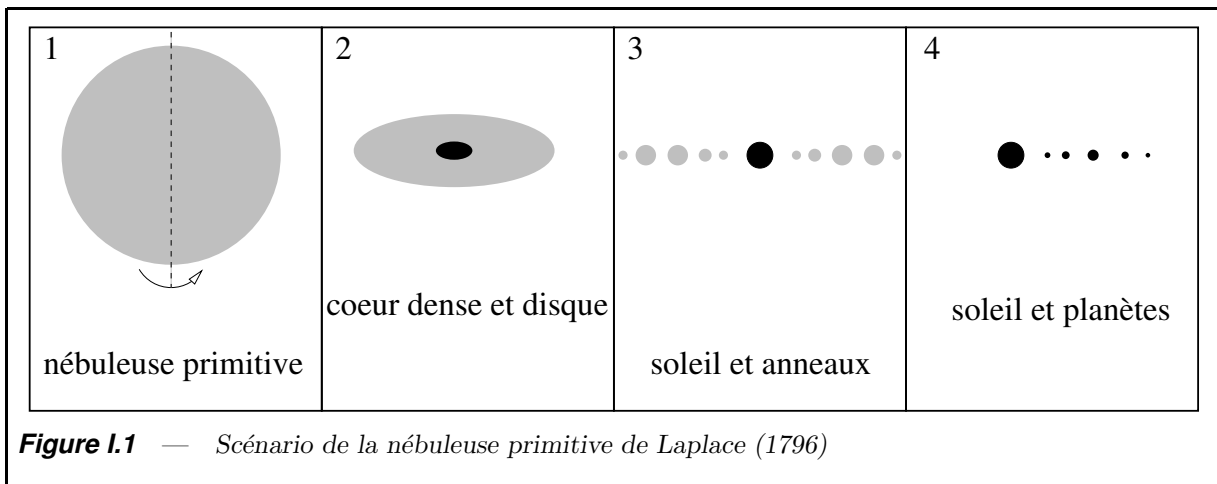 1
nébuleuse primitive
2
coeur dense et disque
3
soleil et anneaux
4
soleil et planètes
Figure I.1 — Scénario de la nébuleuse primitive de Laplace (1796)